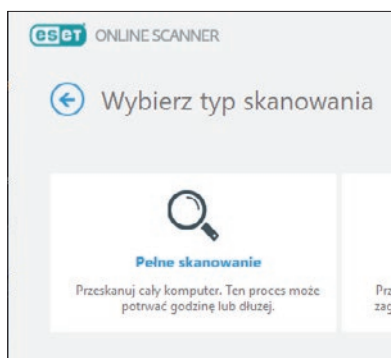 eset ONLINE SCANNER
Wybierz typ skanowania
Pełne skanowanie
Przeskanuj cały komputer. Ten proces może
potrwać godzinę lub dłużej.